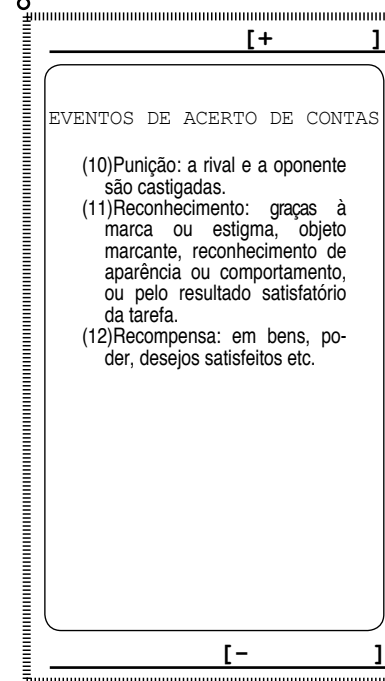 [+ ]
EVENTOS DE ACERTO DE CONTAS
(10)Punição: a rival e a oponente
são castigadas.
(11)Reconhecimento: graças à
marca ou estigma, objeto
marcante, reconhecimento de
aparência ou comportamento,
ou pelo resultado satisfatório
da tarefa.
(12)Recompensa: em bens, po-
der, desejos satisfeitos etc.
[- ]